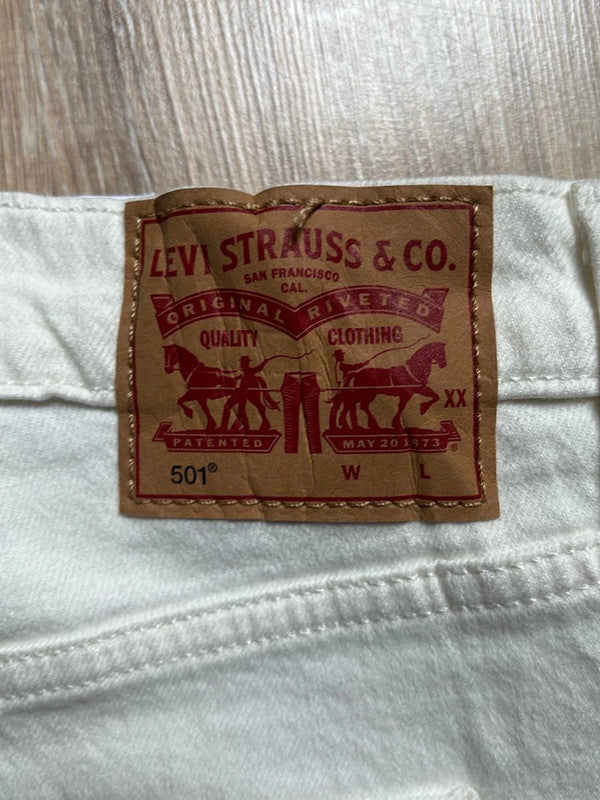 LEVI STRAUSS & CO.
SAN FRANCISCO
CAL.
ORIGINAL RIVETED
QUALITY CLOTHING
XX
PATENTED MAY 20 1873 ®
501® W L